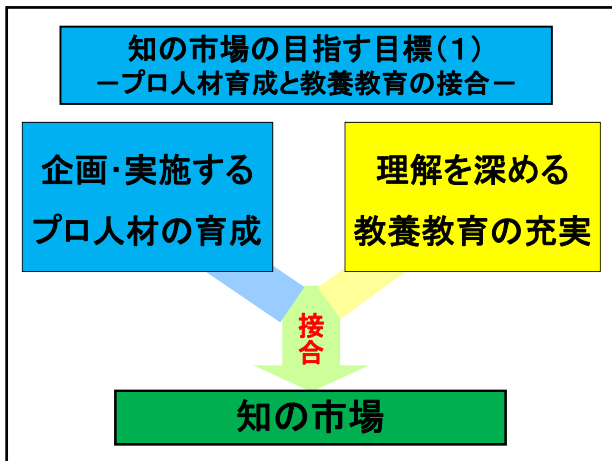 知の市場の目指す目標（１）
－プロ人材育成と教養教育の接合－
企画・実施する
プロ人材の育成
理解を深める
教養教育の充実
接
合
知の市場